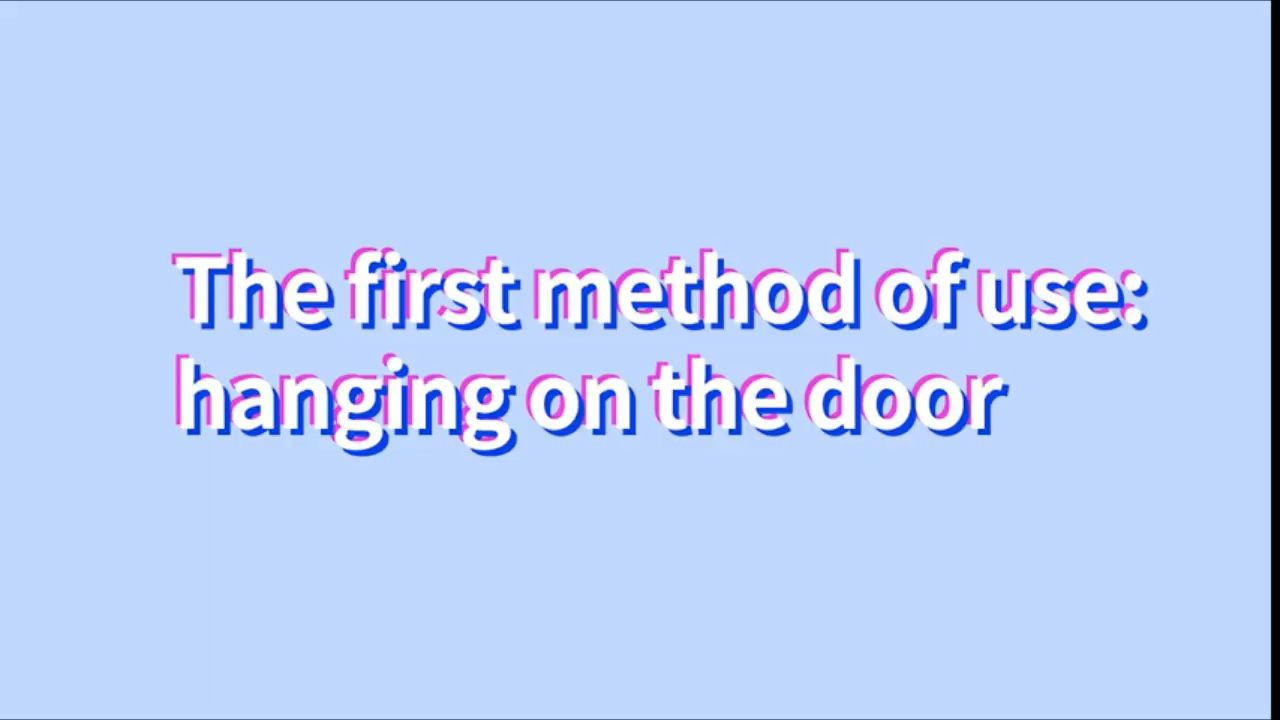 The first method of use:
hanging on the door